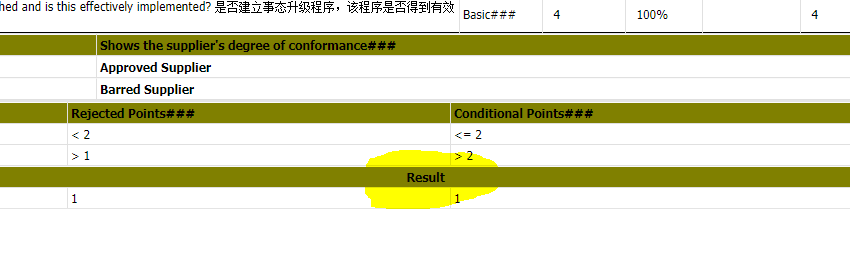 hed and is this effectively implemented? 是否建立事态升级程序，该程序是否得到有效 Basic### 4 100% 4
Shows the supplier's degree of conformance###
Approved Supplier
Barred Supplier
Rejected Points### Conditional Points###
< 2 <= 2
> 1 > 2
Result
1 1